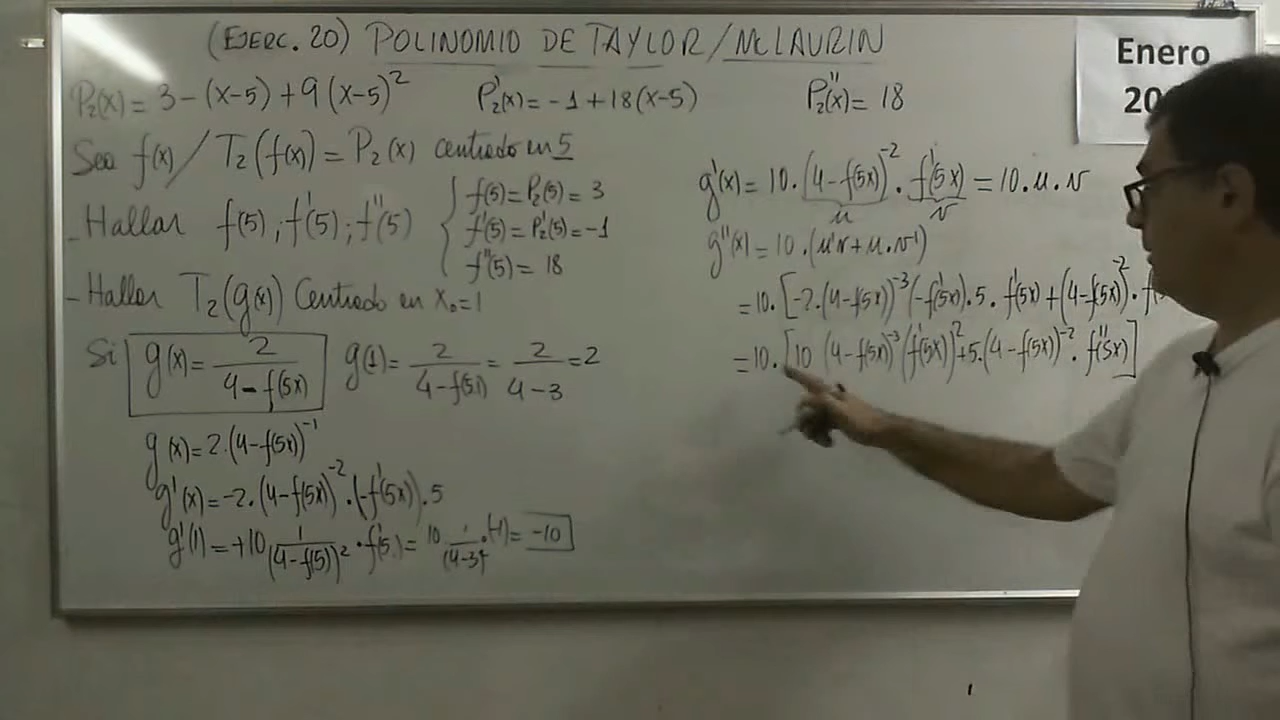 (EJERC. 20) POLINOMIO DE TAYLOR/MCLAURIN
Enero
P₂(x) = 3 - (x-5) + 9(x-5)²
P₂'(x) = -1 + 18(x-5)
P₂''(x) = 18
Sea f(x) / T₂(f(x)) = P₂(x) centrado en 5
- Hallar f(5), f'(5); f''(5)
f(5) = P₂(5) = 3
f'(5) = P₂'(5) = -1
f''(5) = 18
- Hallar T₂(g(x)) Centrado en x₀=1
Si g(x) = 2/(4-f(5x))
g(1) = 2/(4-f(5.1)) = 2/(4-3) = 2
g(x) = 2.(4-f(5x))⁻¹
g'(x) = -2.(4-f(5x))⁻².(-f'(5x)).5
g'(1) = +10 1/(4-f(5))² . f'(5) = 10 1/(4-3)² .(-1) = -10
g'(x) = 10.(4-f(5x))⁻².f'(5x) = 10.u.v
u v
g''(x) = 10.(u'v+u.v')
= 10.[-2.(4-f(5x))⁻³(-f'(5x).5.f'(5x)+(4-f(5x))⁻².f
= 10.[10 (4-f(5x))⁻³(f'(5x))²+5.(4-f(5x))⁻².f''(5x)]